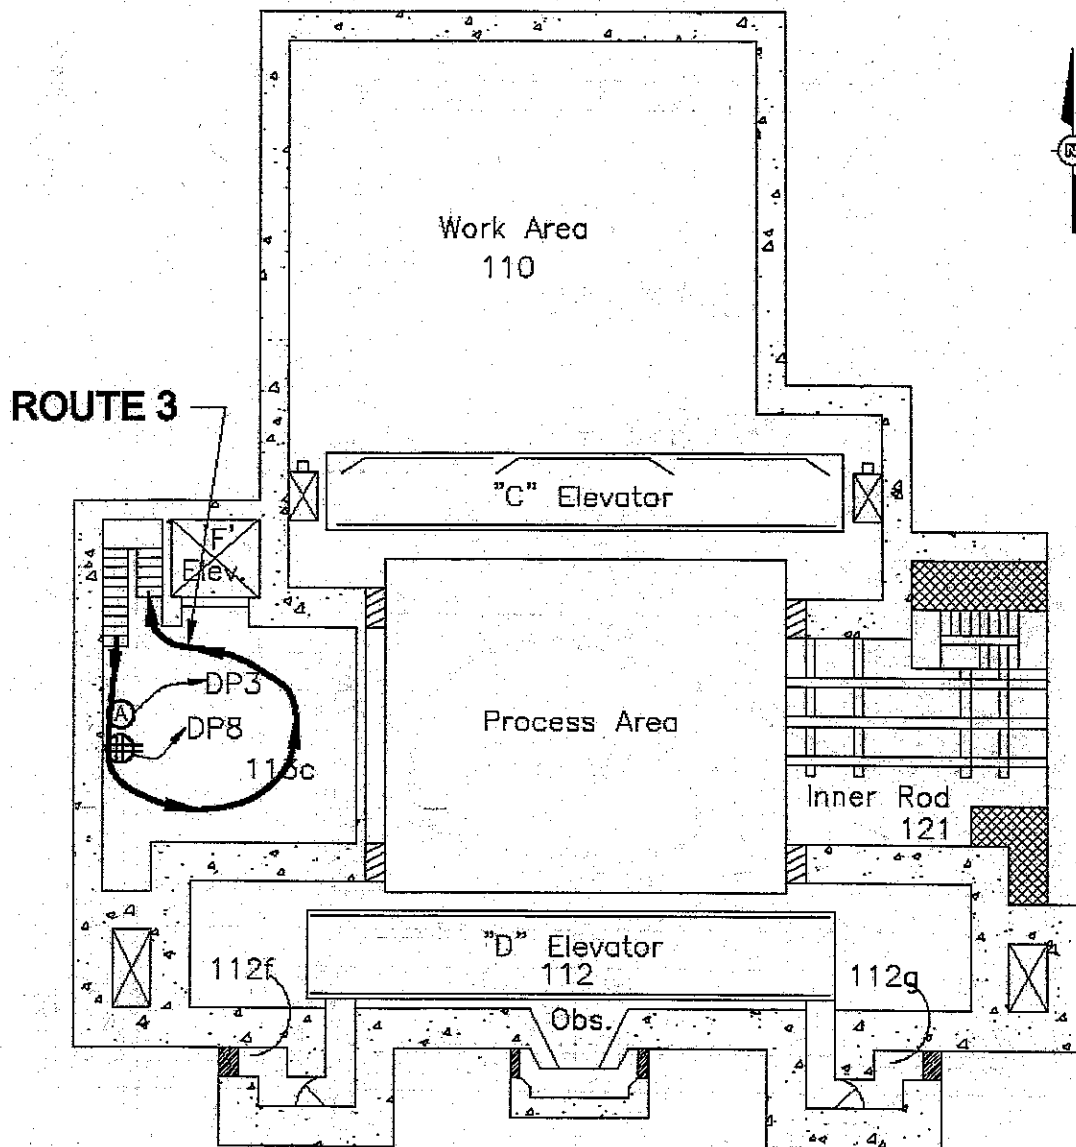 Work Area
110
N
ROUTE 3
"C" Elevator
'F'
Elev.
DP3
A
DP8
Process Area
Inner Rod
121
"D" Elevator
112
112f
112g
Obs.